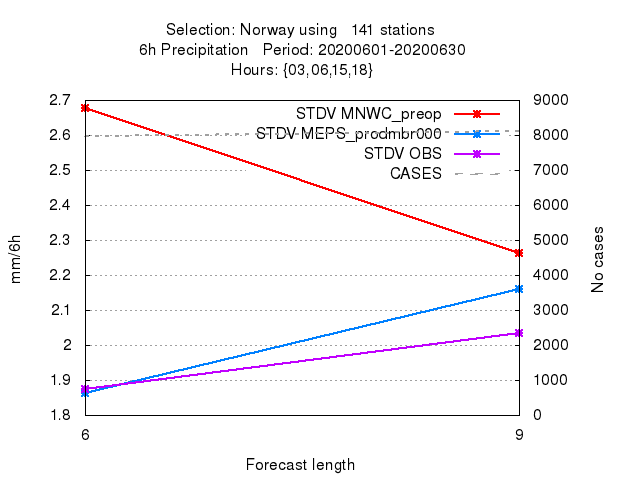 Selection: Norway using   141 stations
6h Precipitation   Period: 20200601-20200630
Hours: {03,06,15,18}
2.7
2.6
2.5
2.4
2.3
2.2
2.1
2
1.9
1.8
mm/6h
STDV MNWC_preop
STDV MEPS_prodmbr000
STDV OBS
CASES
9000
8000
7000
6000
5000
4000
3000
2000
1000
0
No cases
6
9
Forecast length